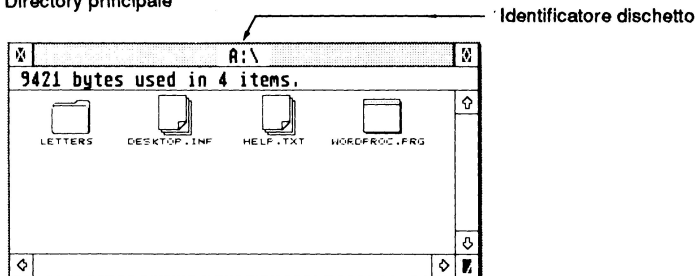 Directory principale
Identificatore dischetto
A:\
9421 bytes used in 4 items.
LETTERS DESKTOP.INF HELP.TXT WORDPROC.PRG